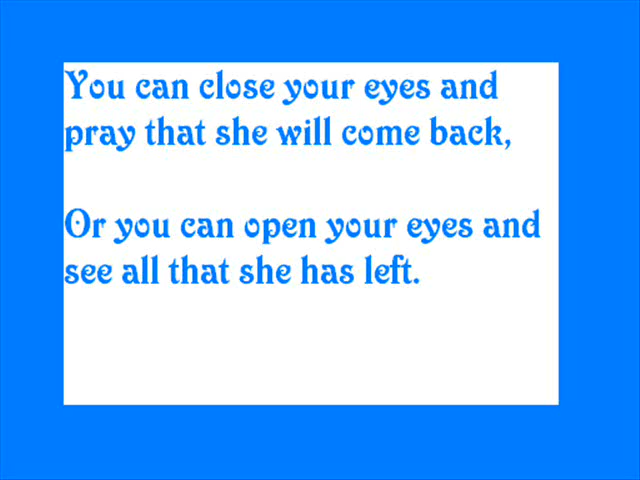 You can close your eyes and
pray that she will come back,
Or you can open your eyes and
see all that she has left.